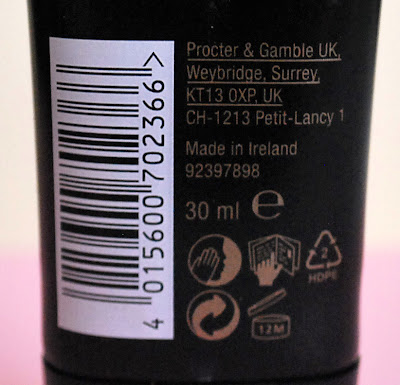 Procter & Gamble UK,
Weybridge, Surrey,
KT13 0XP, UK
CH-1213 Petit-Lancy 1
Made in Ireland
92397898
30 ml ℮
2
HDPE
12M
4 015600 702366 >